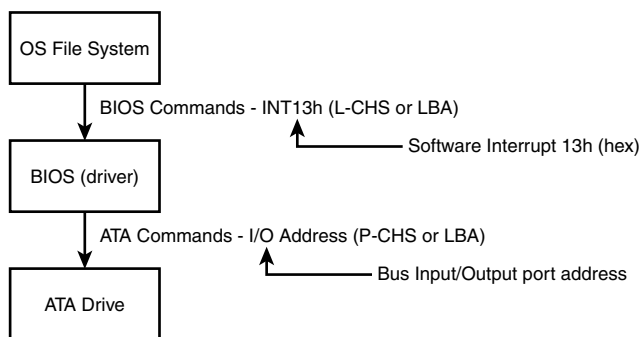 OS File System
BIOS Commands - INT13h (L-CHS or LBA)
Software Interrupt 13h (hex)
BIOS (driver)
ATA Commands - I/O Address (P-CHS or LBA)
Bus Input/Output port address
ATA Drive